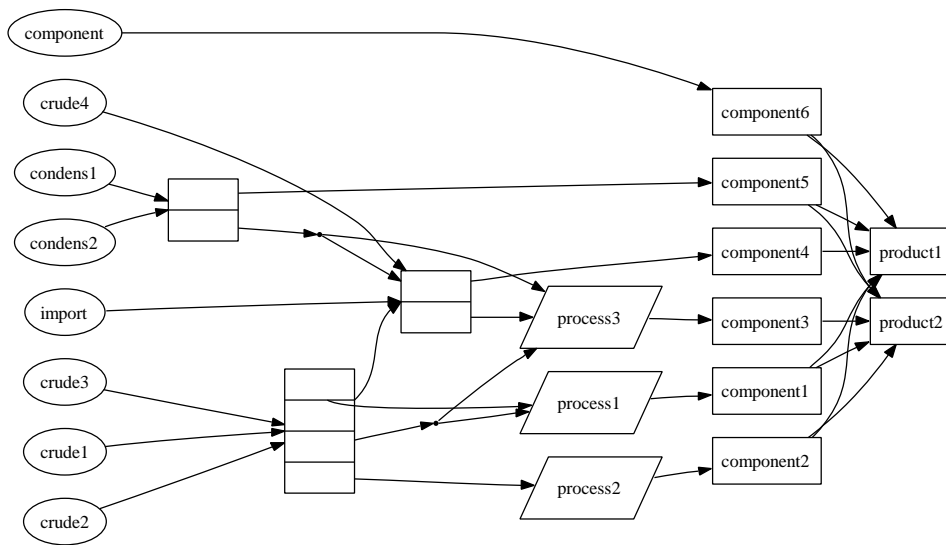 component
crude4
condens1
condens2
import
crude3
crude1
crude2
process3
process1
process2
component6
component5
component4
component3
component1
component2
product1
product2